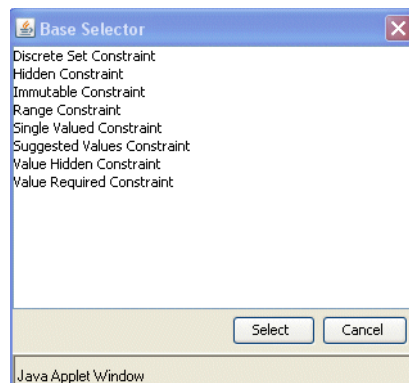 Base Selector
Discrete Set Constraint
Hidden Constraint
Immutable Constraint
Range Constraint
Single Valued Constraint
Suggested Values Constraint
Value Hidden Constraint
Value Required Constraint
Select Cancel
Java Applet Window